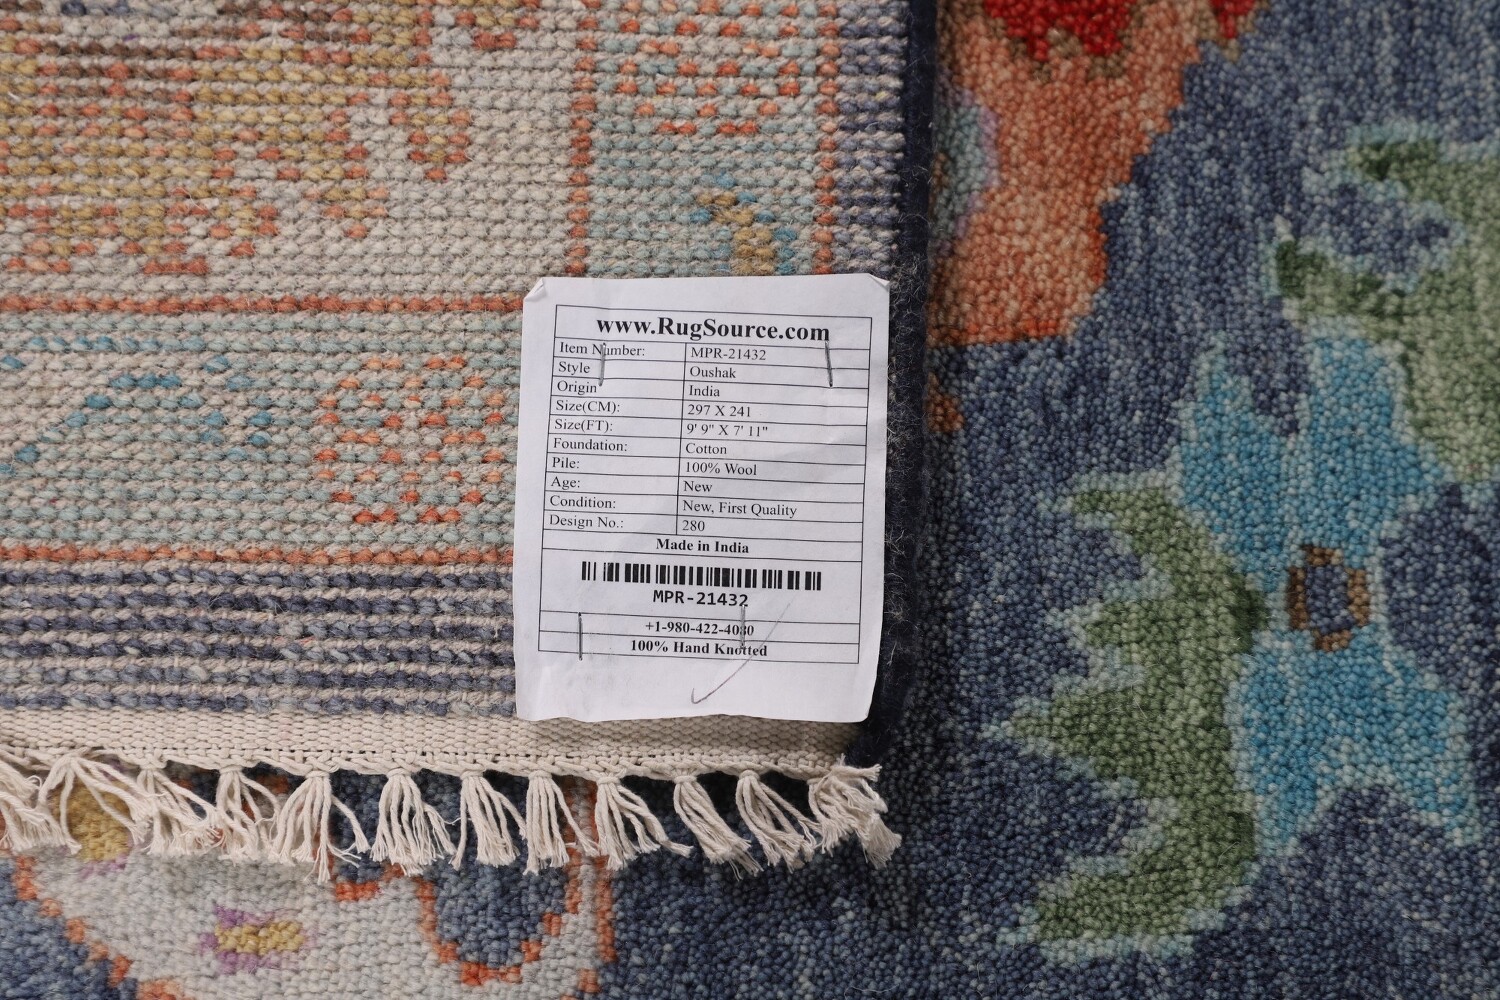 www.RugSource.com
Item Number: MPR-21432
Style Oushak
Origin India
Size(CM): 297 X 241
Size(FT): 9' 9" X 7' 11"
Foundation: Cotton
Pile: 100% Wool
Age: New
Condition: New, First Quality
Design No.: 280
Made in India
MPR-21432
+1-980-422-4080
100% Hand Knotted